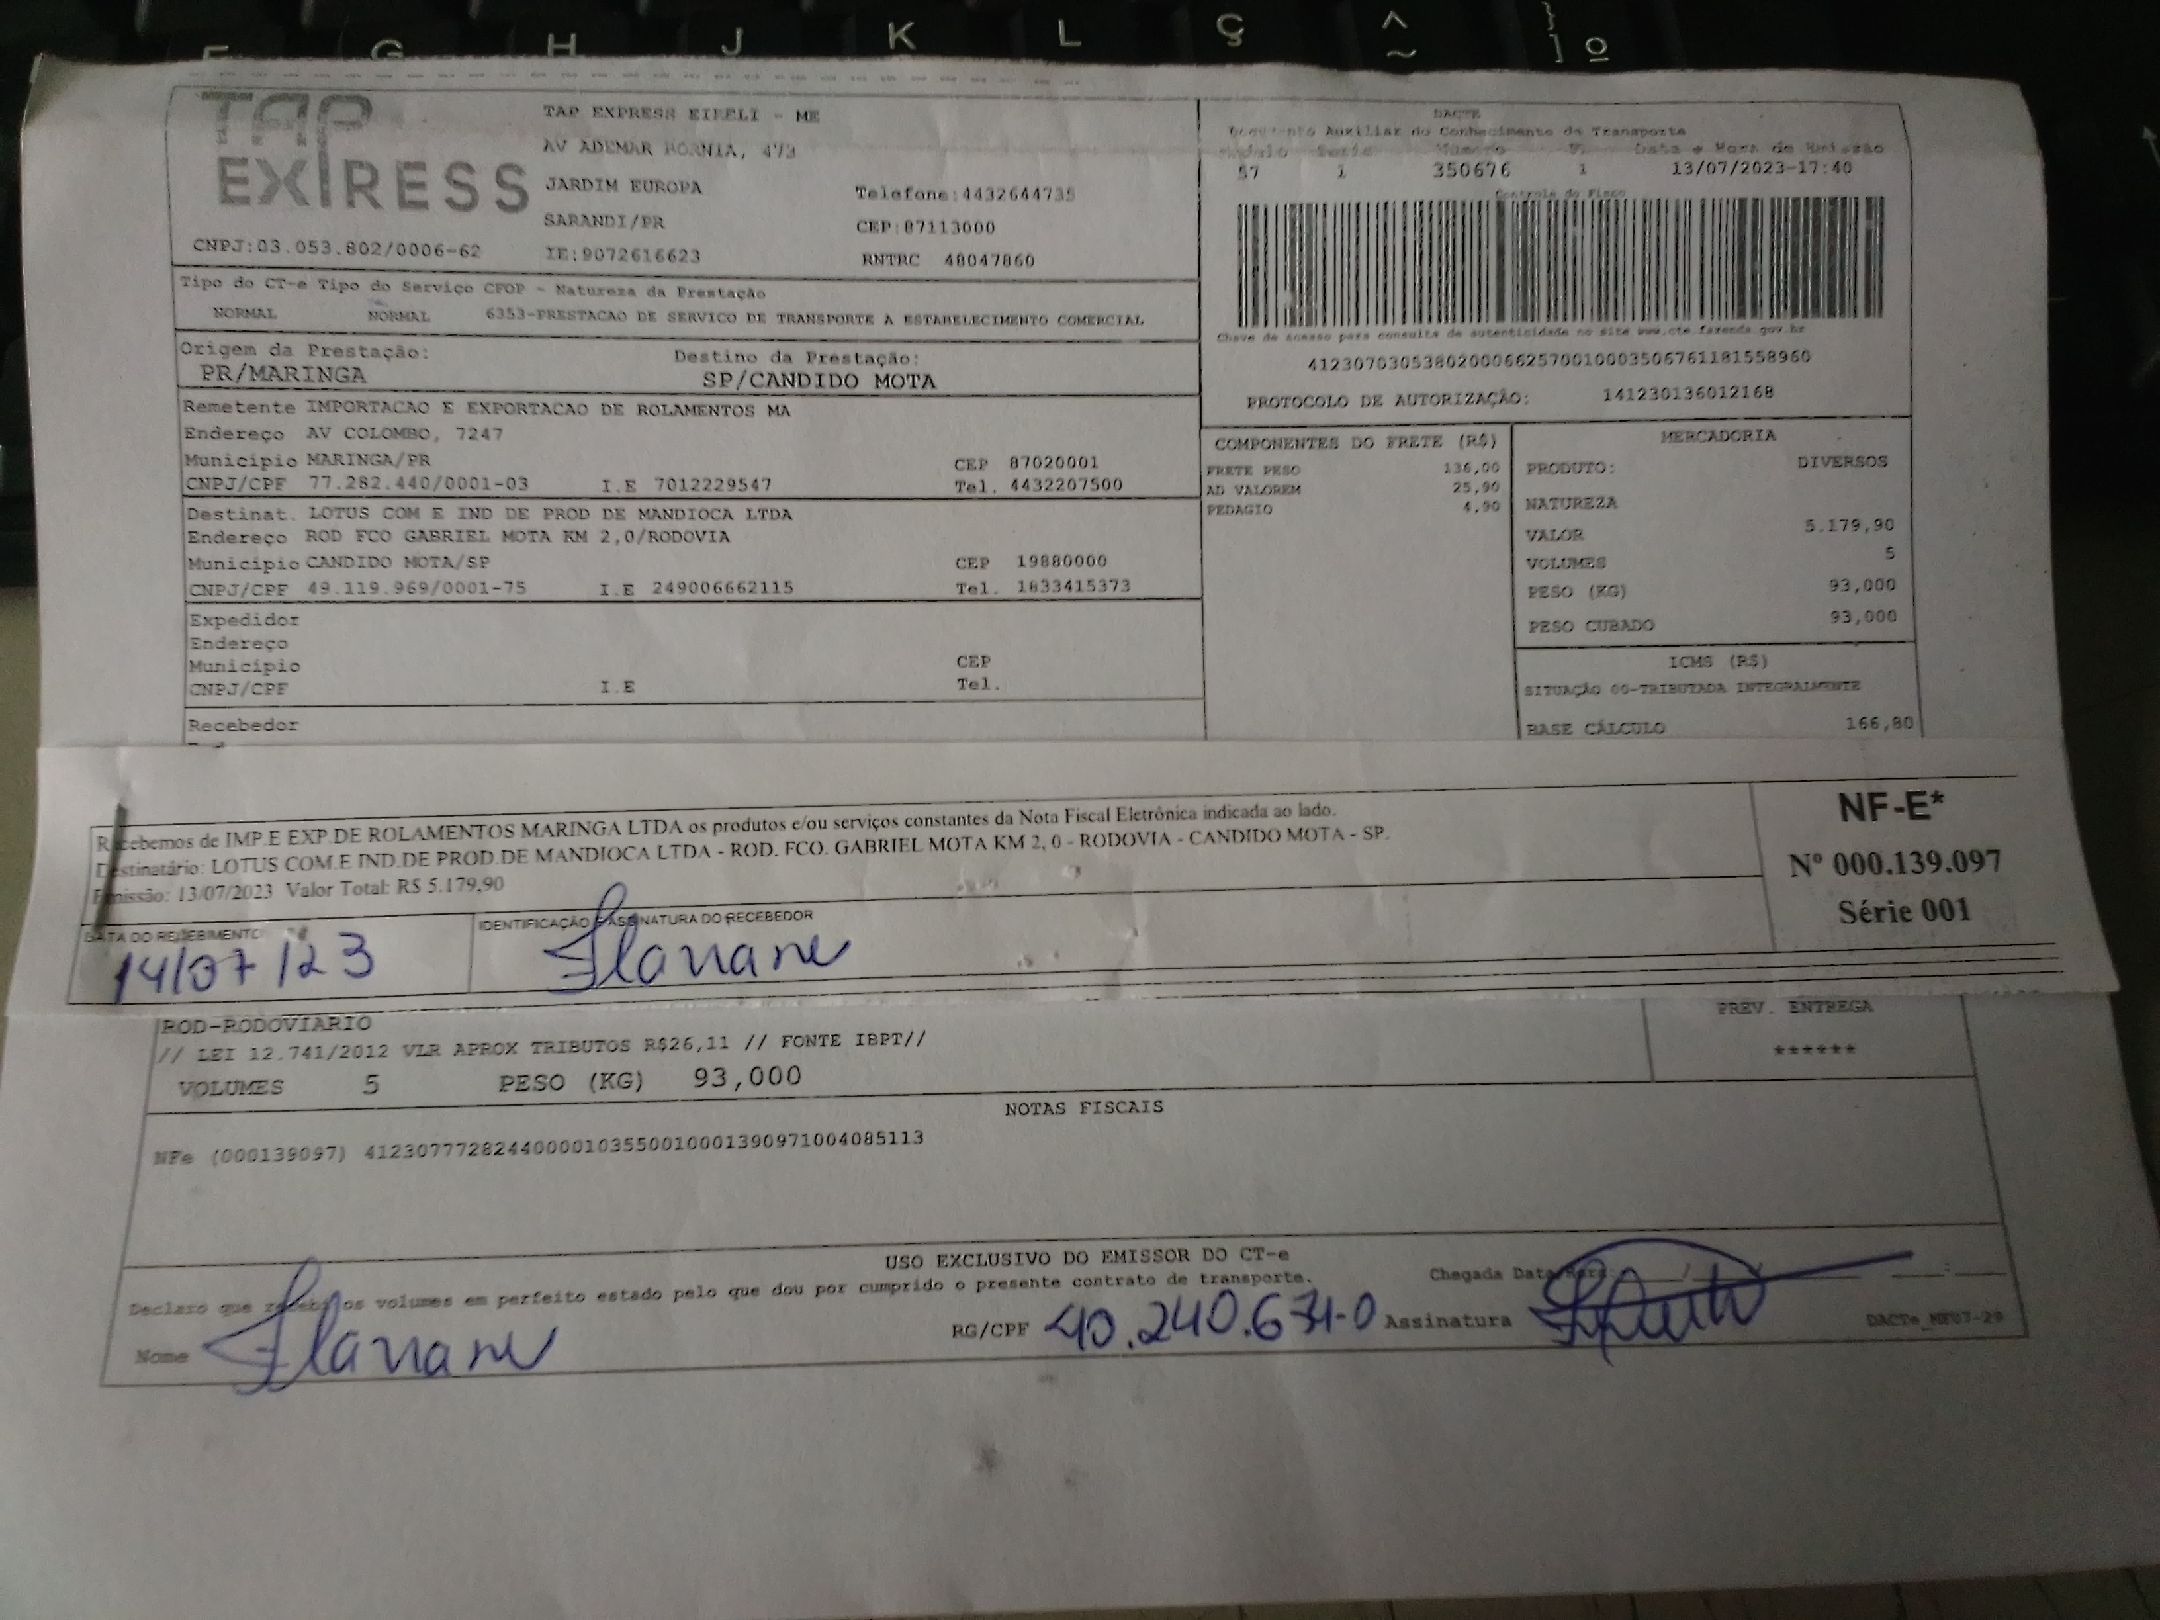 F G H J K L Ç ^ ~ } ] º
TAP EXPRESS
TAP EXPRESS EIRELI - ME
AV ADEMAR BORNIA, 473
JARDIM EUROPA Telefone:4432644735
SARANDI/PR CEP:87113000
CNPJ:03.053.802/0006-62 IE:9072616623 RNTRC 48047860
DACTE
Documento Auxiliar do Conhecimento de Transporte
Modelo Serie Número Data e Hora de Emissão
57 1 350676 1 13/07/2023-17:40
Controle do Fisco
Chave de acesso para consulta de autenticidade no site www.cte.fazenda.gov.br
41230703053802000662570010003506761181558960
PROTOCOLO DE AUTORIZAÇÃO: 141230136012168
Tipo do CT-e Tipo do Serviço CFOP - Natureza da Prestação
NORMAL NORMAL 6353-PRESTACAO DE SERVICO DE TRANSPORTE A ESTABELECIMENTO COMERCIAL
Origem da Prestação: Destino da Prestação:
PR/MARINGA SP/CANDIDO MOTA
Remetente IMPORTACAO E EXPORTACAO DE ROLAMENTOS MA
Endereço AV COLOMBO, 7247
Município MARINGA/PR CEP 87020001
CNPJ/CPF 77.282.440/0001-03 I.E 7012229547 Tel. 4432207500
Destinat. LOTUS COM E IND DE PROD DE MANDIOCA LTDA
Endereço ROD FCO GABRIEL MOTA KM 2,0/RODOVIA
Município CANDIDO MOTA/SP CEP 19880000
CNPJ/CPF 49.119.969/0001-75 I.E 249006662115 Tel. 1833415373
Expedidor
Endereço
Município CEP
CNPJ/CPF I.E Tel.
Recebedor
COMPONENTES DO FRETE (R$)
FRETE PESO 136,00
AD VALOREM 25,90
PEDAGIO 4,90
MERCADORIA
PRODUTO: DIVERSOS
NATUREZA
VALOR 5.179,90
VOLUMES 5
PESO (KG) 93,000
PESO CUBADO 93,000
ICMS (R$)
SITUAÇÃO 00-TRIBUTADA INTEGRALMENTE
BASE CÁLCULO 166,80
Recebemos de IMP.E EXP.DE ROLAMENTOS MARINGA LTDA os produtos e/ou serviços constantes da Nota Fiscal Eletrônica indicada ao lado.
Destinatário: LOTUS COM.E IND.DE PROD.DE MANDIOCA LTDA - ROD. FCO. GABRIEL MOTA KM 2, 0 - RODOVIA - CANDIDO MOTA - SP.
Emissão: 13/07/2023 Valor Total: R$ 5.179,90
NF-E*
Nº 000.139.097
Série 001
DATA DO RECEBIMENTO IDENTIFICAÇÃO E ASSINATURA DO RECEBEDOR
14/07/23 Flaviane
ROD-RODOVIARIO PREV. ENTREGA
// LEI 12.741/2012 VLR APROX TRIBUTOS R$26,11 // FONTE IBPT// ******
VOLUMES 5 PESO (KG) 93,000
NOTAS FISCAIS
NFe (000139097) 41230777282440000103550010001390971004085113
USO EXCLUSIVO DO EMISSOR DO CT-e
Declaro que recebi os volumes em perfeito estado pelo que dou por cumprido o presente contrato de transporte. Chegada Data/Hora: / / :
Nome Flaviane RG/CPF 40.240.671-0 Assinatura